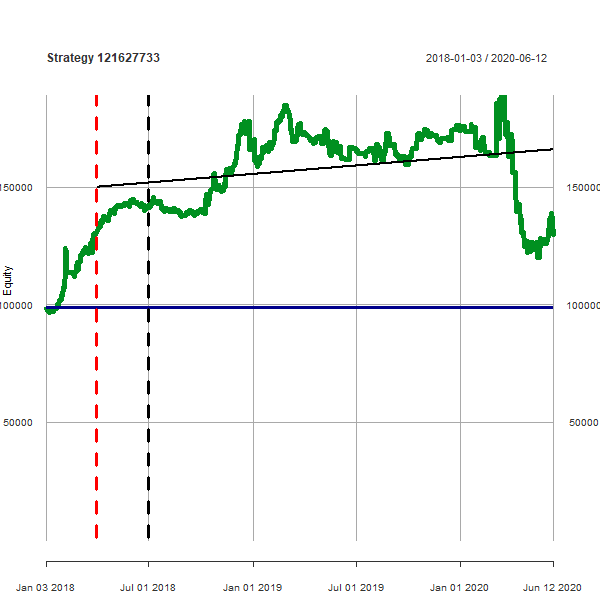 Strategy 121627733
2018-01-03 / 2020-06-12
150000 150000
Equity
100000 100000
50000 50000
Jan 03 2018 Jul 01 2018 Jan 01 2019 Jul 01 2019 Jan 01 2020 Jun 12 2020